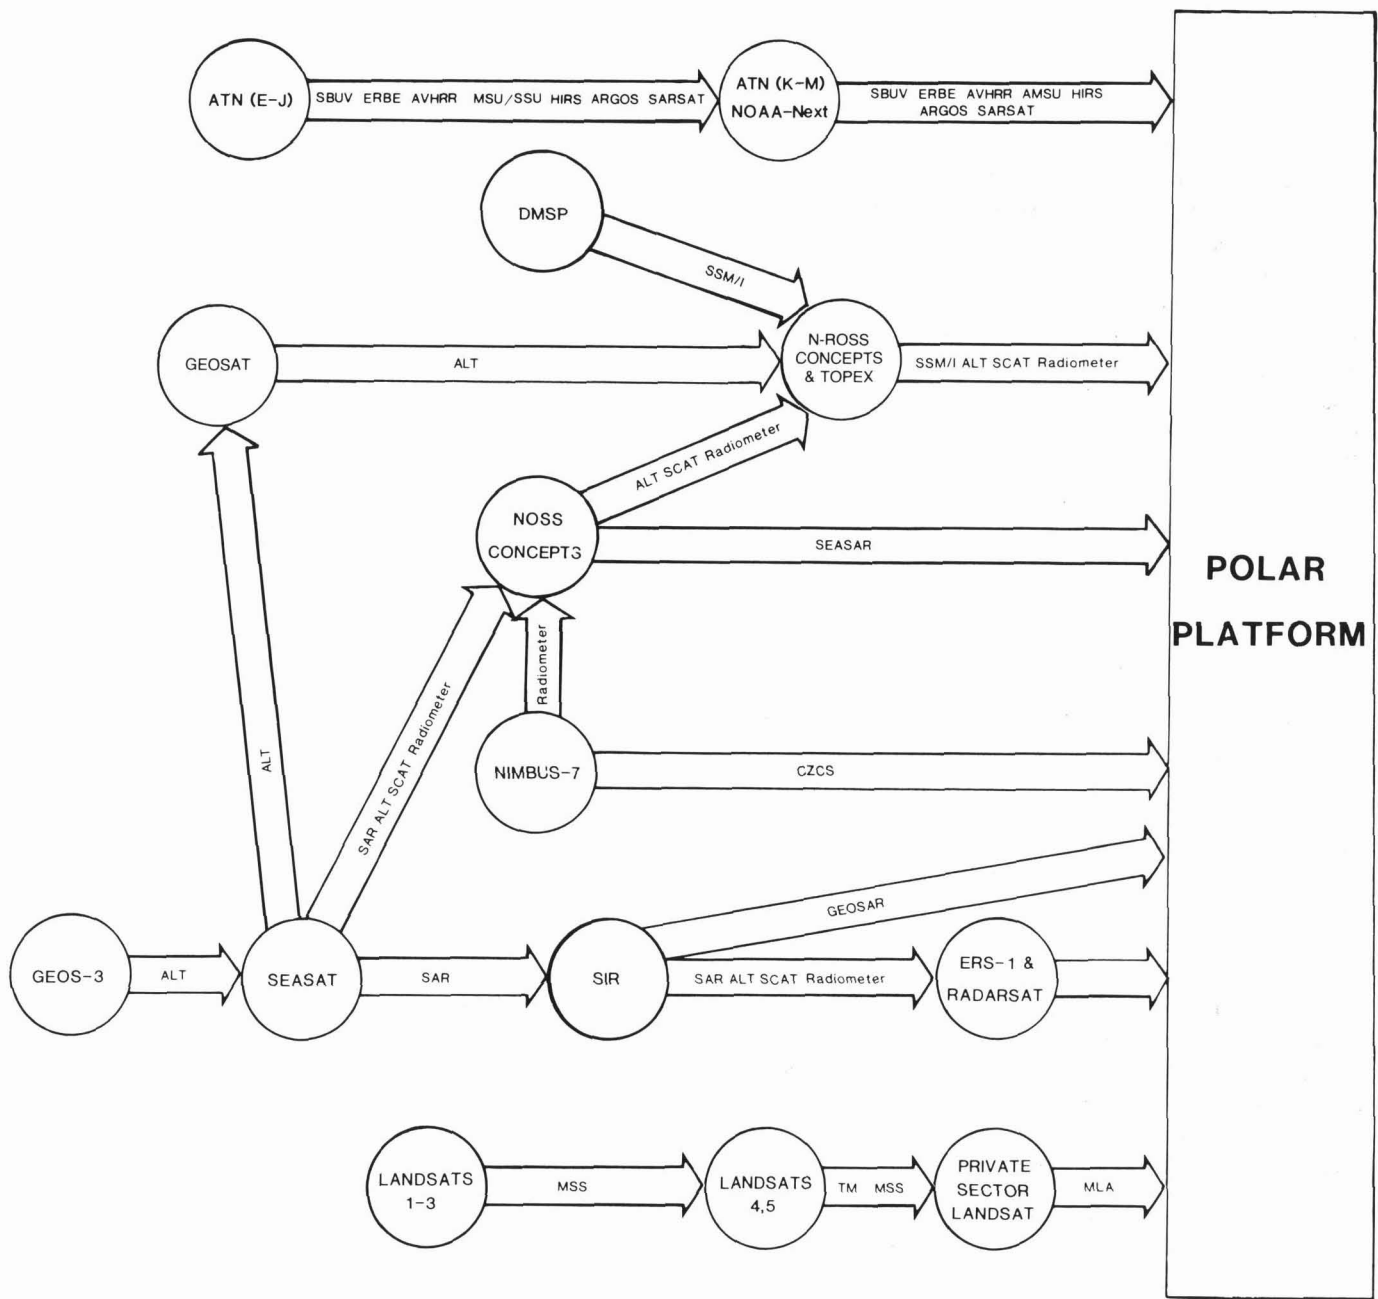 ATN (E-J)
SBUV ERBE AVHRR MSU/SSU HIRS ARGOS SARSAT
ATN (K-M)
NOAA-Next
SBUV ERBE AVHRR AMSU HIRS
ARGOS SARSAT
DMSP
SSM/I
GEOSAT
ALT
N-ROSS
CONCEPTS
& TOPEX
SSM/I ALT SCAT Radiometer
ALT SCAT Radiometer
NOSS
CONCEPTS
SEASAR
POLAR
PLATFORM
Radiometer
SAR ALT SCAT Radiometer
ALT
NIMBUS-7
CZCS
GEOSAR
GEOS-3
ALT
SEASAT
SAR
SIR
SAR ALT SCAT Radiometer
ERS-1 &
RADARSAT
LANDSATS
1-3
MSS
LANDSATS
4,5
TM MSS
PRIVATE
SECTOR
LANDSAT
MLA